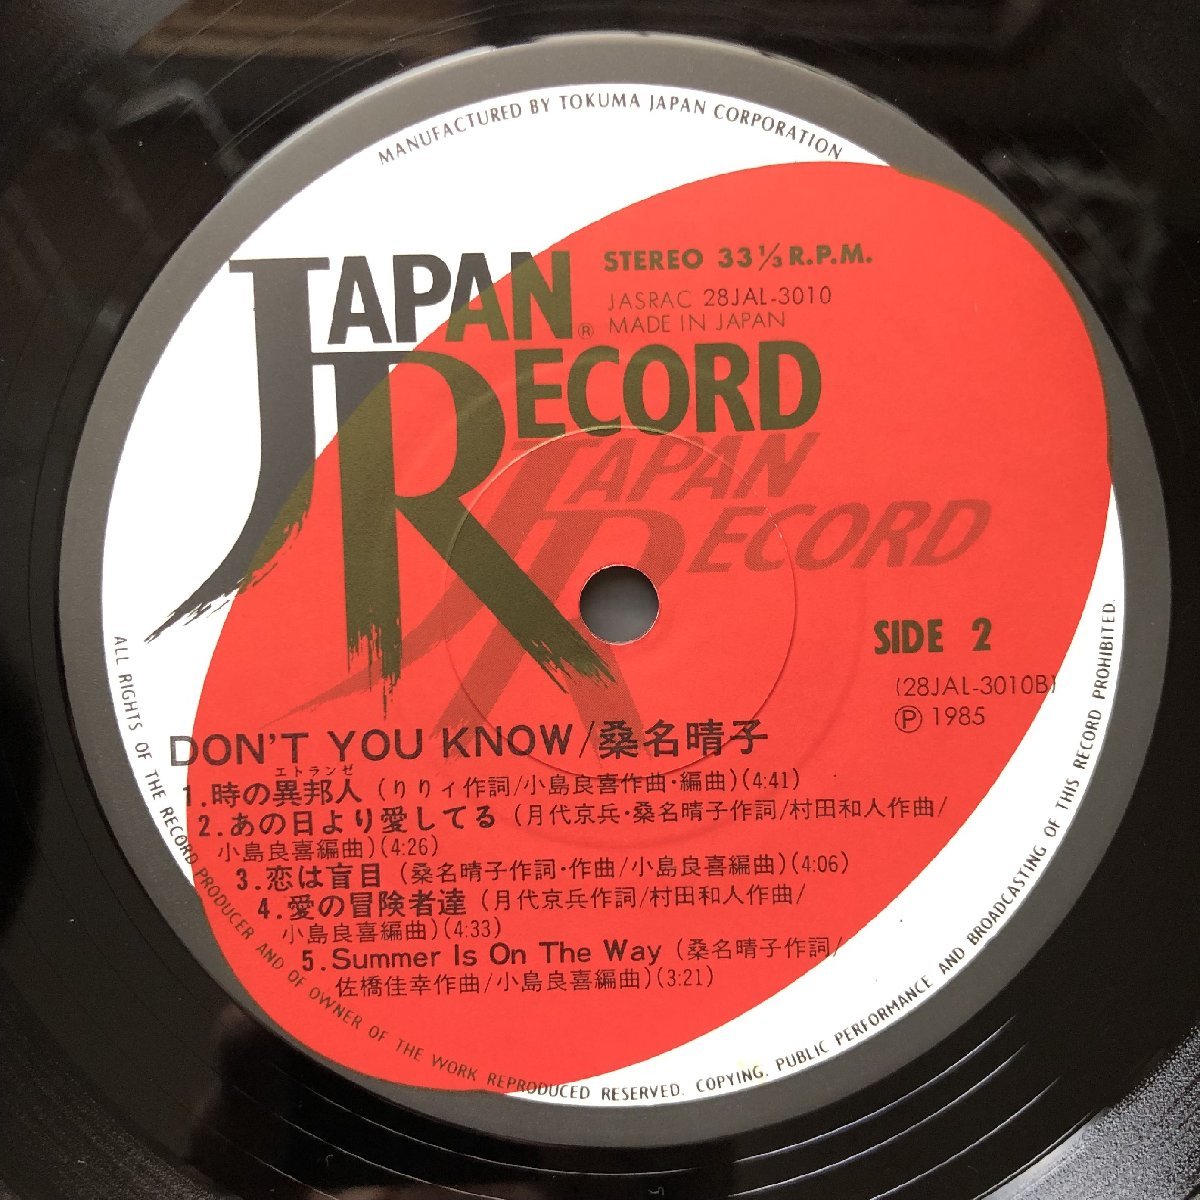 MANUFACTURED BY TOKUMA JAPAN CORPORATION
JAPAN
RECORD
®
STEREO 33 1/3 R.P.M.
JASRAC 28JAL-3010
MADE IN JAPAN
JAPAN
RECORD
SIDE 2
(28JAL-3010B)
Ⓟ 1985
DON'T YOU KNOW/桑名晴子
エトランゼ
1.時の異邦人(りりィ作詞/小島良喜作曲・編曲)(4:41)
2.あの日より愛してる(月代京兵・桑名晴子作詞/村田和人作曲/
小島良喜編曲)(4:26)
3.恋は盲目(桑名晴子作詞・作曲/小島良喜編曲)(4:06)
4.愛の冒険者達(月代京兵作詞/村田和人作曲/
小島良喜編曲)(4:33)
5.Summer Is On The Way(桑名晴子作詞/
佐橋佳幸作曲/小島良喜編曲)(3:21)
ALL RIGHTS OF THE RECORD PRODUCER AND OF OWNER OF THE WORK REPRODUCED RESERVED. COPYING, PUBLIC PERFORMANCE AND BROADCASTING OF THIS RECORD PROHIBITED.